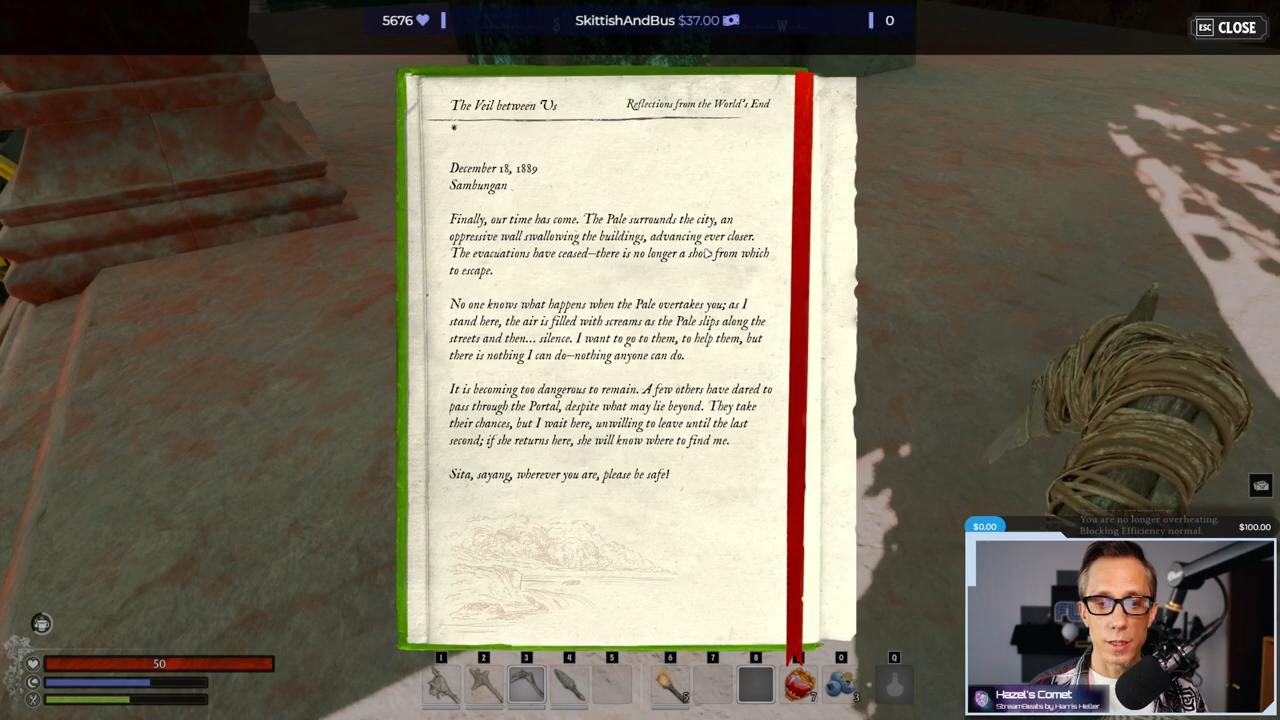 5676
SkittishAndBus $37.00
0
ESC CLOSE
The Veil between Us
Reflections from the World's End
*
December 18, 1889
Sambungan
Finally, our time has come. The Pale surrounds the city, an
oppressive wall swallowing the buildings, advancing ever closer.
The evacuations have ceased—there is no longer a from which
to escape.
No one knows what happens when the Pale overtakes you; as I
stand here, the air is filled with screams as the Pale slips along the
streets and then... silence. I want to go to them, to help them, but
there is nothing I can do—nothing anyone can do.
It is becoming too dangerous to remain. A few others have dared to
pass through the Portal, despite what may lie beyond. They take
their chances, but I wait here, unwilling to leave until the last
second; if she returns here, she will know where to find me.
Sita, sayang, wherever you are, please be safe!
You are no longer overheating.
Blocking Efficiency normal.
$0.00
$100.00
50
1 2 3 4 5 6 7 8 0 Q
5
7
3
Hazel's Comet
StreamBeats by Harris Heller